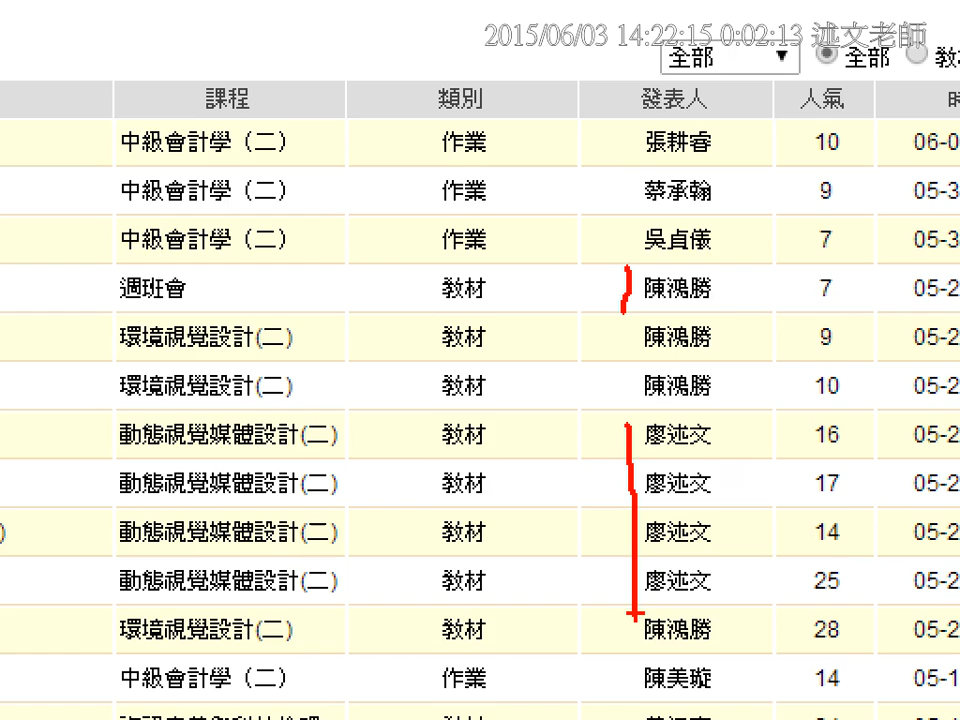 2015/06/03 14:22:15 0:02:13 述文老師
全部 ▼ 全部 教
課程 類別 發表人 人氣 時
中級會計學（二） 作業 張耕睿 10 06-0
中級會計學（二） 作業 蔡承翰 9 05-3
中級會計學（二） 作業 吳貞儀 7 05-3
週班會 教材 陳鴻勝 7 05-2
環境視覺設計(二) 教材 陳鴻勝 9 05-2
環境視覺設計(二) 教材 陳鴻勝 10 05-2
動態視覺媒體設計(二) 教材 廖述文 16 05-2
動態視覺媒體設計(二) 教材 廖述文 17 05-2
) 動態視覺媒體設計(二) 教材 廖述文 14 05-2
動態視覺媒體設計(二) 教材 廖述文 25 05-2
環境視覺設計(二) 教材 陳鴻勝 28 05-2
中級會計學（二） 作業 陳美璇 14 05-1